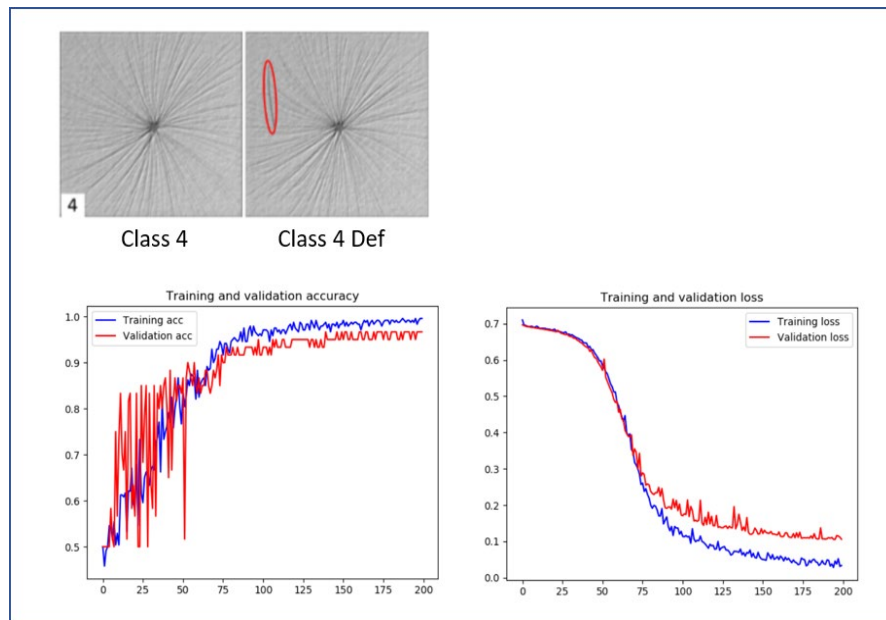 4
Class 4
Class 4 Def
Training and validation accuracy
1.0
0.9
0.8
0.7
0.6
0.5
Training acc
Validation acc
0 25 50 75 100 125 150 175 200
Training and validation loss
0.7
0.6
0.5
0.4
0.3
0.2
0.1
0.0
Training loss
Validation loss
0 25 50 75 100 125 150 175 200